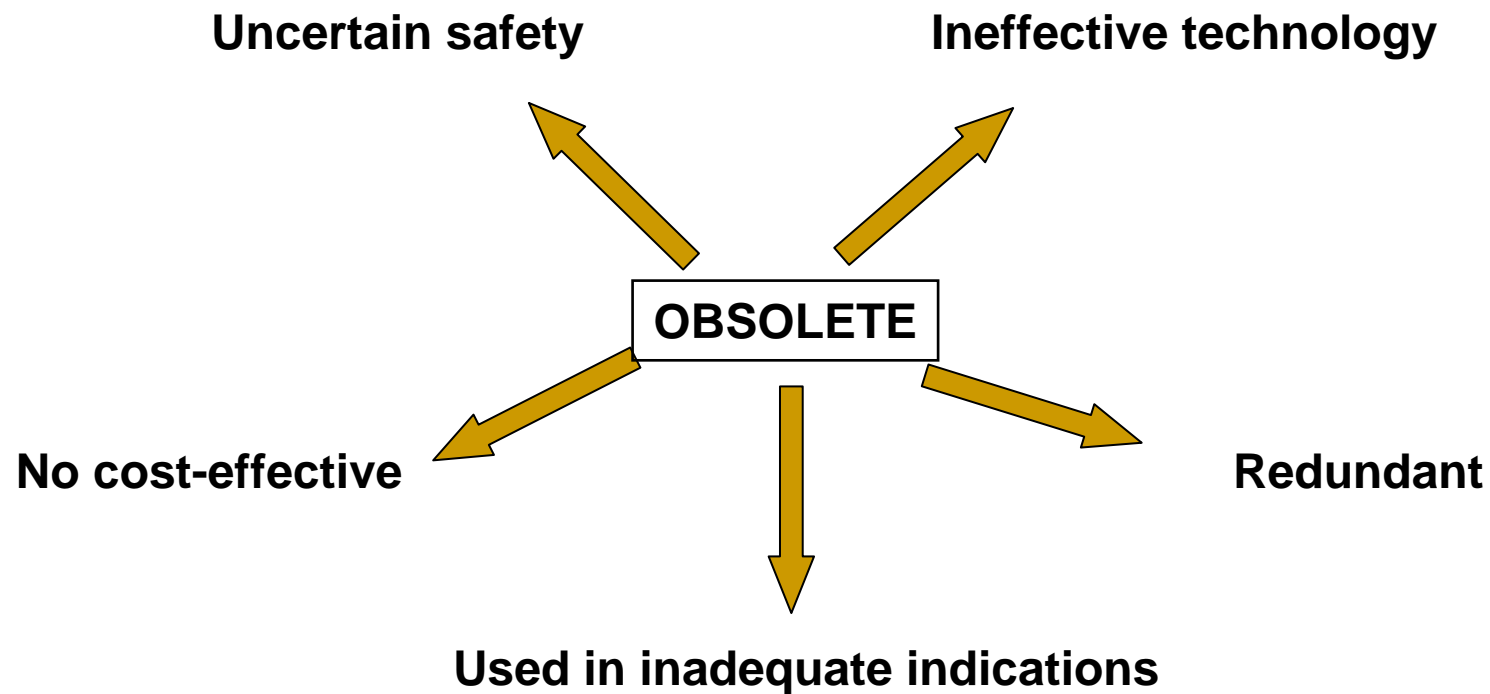 Uncertain safety
Ineffective technology
OBSOLETE
No cost-effective
Redundant
Used in inadequate indications